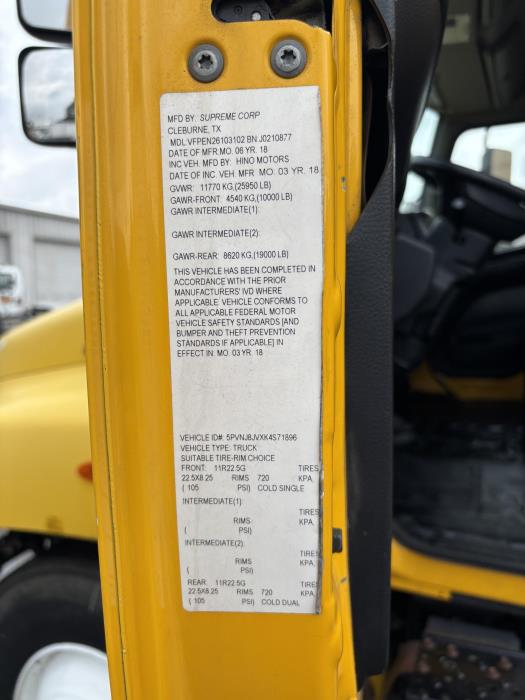 MFD BY: SUPREME CORP
CLEBURNE, TX
MDL VFPEN26103102 BN J0210877
DATE OF MFR MO. 06 YR. 18
INC VEH. MFD BY: HINO MOTORS
DATE OF INC. VEH. MFR MO. 03 YR. 18
GVWR: 11770 KG,(25950 LB)
GAWR-FRONT: 4540 KG,(10000 LB)
GAWR INTERMEDIATE(1):
GAWR INTERMEDIATE(2):
GAWR-REAR: 8620 KG,(19000 LB)
THIS VEHICLE HAS BEEN COMPLETED IN
ACCORDANCE WITH THE PRIOR
MANUFACTURERS' IVD WHERE
APPLICABLE. VEHICLE CONFORMS TO
ALL APPLICABLE FEDERAL MOTOR
VEHICLE SAFETY STANDARDS [AND
BUMPER AND THEFT PREVENTION
STANDARDS IF APPLICABLE] IN
EFFECT IN: MO. 03 YR. 18
VEHICLE ID#: 5PVNJ8JVXK4S71896
VEHICLE TYPE: TRUCK
SUITABLE TIRE-RIM CHOICE
FRONT: 11R22.5G TIRES
22.5X8.25 RIMS 720 KPA,
( 105 PSI) COLD SINGLE
INTERMEDIATE(1):
TIRES
RIMS KPA,
( PSI)
INTERMEDIATE(2):
TIRES
RIMS KPA,
( PSI)
REAR: 11R22.5G TIRES
22.5X8.25 RIMS 720 KPA,
( 105 PSI) COLD DUAL